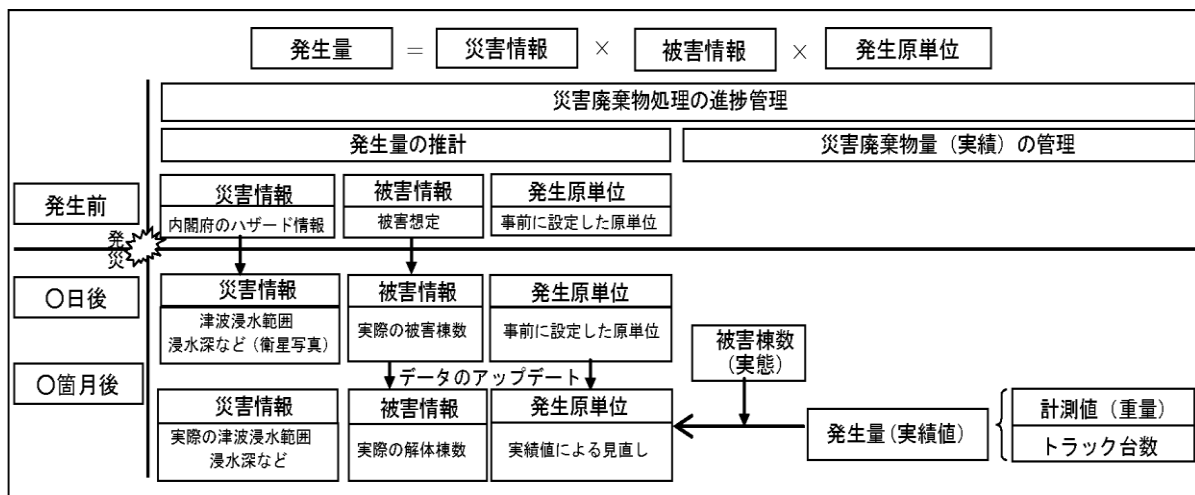 発生量 ＝ 災害情報 × 被害情報 × 発生原単位
災害廃棄物処理の進捗管理
発生量の推計 災害廃棄物量（実績）の管理
発生前
災害情報 被害情報 発生原単位
内閣府のハザード情報 被害想定 事前に設定した原単位
発災
〇日後
災害情報 被害情報 発生原単位
津波浸水範囲
浸水深など（衛星写真） 実際の被害棟数 事前に設定した原単位
被害棟数
（実態）
〇箇月後
データのアップデート
災害情報 被害情報 発生原単位
実際の津波浸水範囲
浸水深など 実際の解体棟数 実績値による見直し
発生量（実績値）
計測値（重量）
トラック台数